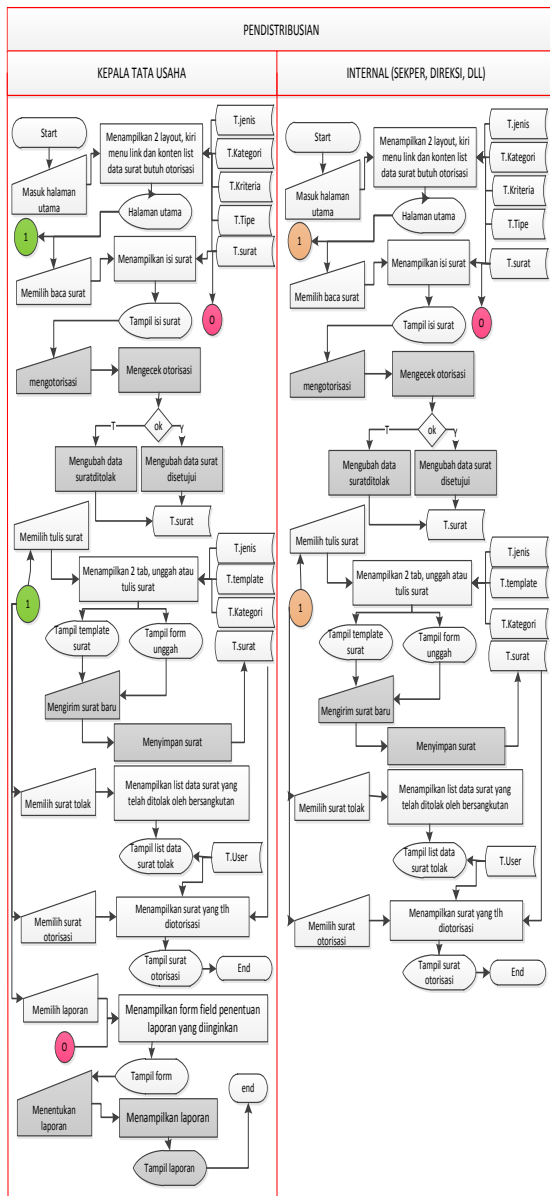 PENDISTRIBUSIAN
KEPALA TATA USAHA
Start
Menampilkan 2 layout, kiri
menu link dan konten list
data surat butuh otorisasi
T.jenis
T.Kategori
T.Kriteria
T.Tipe
T.surat
Masuk halaman
utama
Halaman utama
1
Memilih baca surat
Menampilkan isi surat
Tampil isi surat
O
mengotorisasi
Mengecek otorisasi
ok
T
y
Mengubah data
suratditolak
Mengubah data surat
disetujui
T.surat
Memilih tulis surat
Menampilkan 2 tab, unggah atau
tulis surat
T.jenis
T.template
T.Kategori
T.surat
1
Tampil template
surat
Tampil form
unggah
Mengirim surat baru
Menyimpan surat
Memilih surat tolak
Menampilkan list data surat yang
telah ditolak oleh bersangkutan
Tampil list data
surat tolak
T.User
Memilih surat
otorisasi
Menampilkan surat yang tlh
diotorisasi
Tampil surat
otorisasi
End
Memilih laporan
Menampilkan form field penentuan
laporan yang diinginkan
O
Tampil form
end
Menentukan
laporan
Menampilkan laporan
Tampil laporan
INTERNAL (SEKPER, DIREKSI, DLL)
Start
Menampilkan 2 layout, kiri
menu link dan konten list
data surat butuh otorisasi
T.jenis
T.Kategori
T.Kriteria
T.Tipe
T.surat
Masuk halaman
utama
Halaman utama
1
Memilih baca surat
Menampilkan isi surat
Tampil isi surat
O
mengotorisasi
Mengecek otorisasi
ok
T
y
Mengubah data
suratditolak
Mengubah data surat
disetujui
T.surat
Memilih tulis surat
Menampilkan 2 tab, unggah atau
tulis surat
T.jenis
T.template
T.Kategori
T.surat
1
Tampil template
surat
Tampil form
unggah
Mengirim surat baru
Menyimpan surat
Memilih surat tolak
Menampilkan list data surat yang
telah ditolak oleh bersangkutan
Tampil list data
surat tolak
T.User
Memilih surat
otorisasi
Menampilkan surat yang tlh
diotorisasi
Tampil surat
otorisasi
End